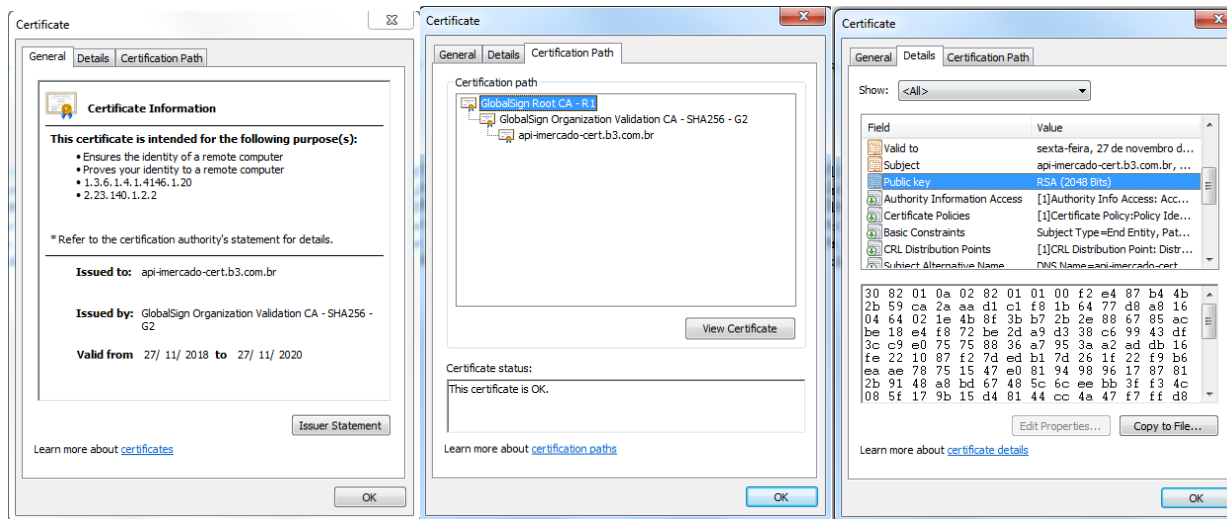 Certificate
General Details Certification Path
Certificate Information
This certificate is intended for the following purpose(s):
• Ensures the identity of a remote computer
• Proves your identity to a remote computer
• 1.3.6.1.4.1.4146.1.20
• 2.23.140.1.2.2
* Refer to the certification authority's statement for details.
Issued to: api-imercado-cert.b3.com.br
Issued by: GlobalSign Organization Validation CA - SHA256 -
G2
Valid from 27/ 11/ 2018 to 27/ 11/ 2020
Issuer Statement
Learn more about certificates
OK
Certificate
General Details Certification Path
Certification path
GlobalSign Root CA - R1
GlobalSign Organization Validation CA - SHA256 - G2
api-imercado-cert.b3.com.br
View Certificate
Certificate status:
This certificate is OK.
Learn more about certification paths
OK
Certificate
General Details Certification Path
Show: <All>
Field Value
Valid to sexta-feira, 27 de novembro d...
Subject api-imercado-cert.b3.com.br, ...
Public key RSA (2048 Bits)
Authority Information Access [1]Authority Info Access: Acc...
Certificate Policies [1]Certificate Policy:Policy Ide...
Basic Constraints Subject Type=End Entity, Pat...
CRL Distribution Points [1]CRL Distribution Point: Distr...
Subject Alternative Name DNS Name=api-imercado-cert
30 82 01 0a 02 82 01 01 00 f2 e4 87 b4 4b
2b 59 ca 2a aa d1 c1 f8 1b 64 77 d8 a8 16
04 64 02 1e 4b 8f 3b b7 2b 2e 88 67 85 ac
be 18 e4 f8 72 be 2d a9 d3 38 c6 99 43 df
3c c9 e0 75 75 88 36 a7 95 3a a2 ad db 16
fe 22 10 87 f2 7d ed b1 7d 26 1f 22 f9 b6
ea ae 78 75 15 47 e0 81 94 98 96 17 87 81
2b 91 48 a8 bd 67 48 5c 6c ee bb 3f f3 4c
08 5f 17 9b 15 d4 81 44 cc 4a 47 f7 ff d8
Edit Properties... Copy to File...
Learn more about certificate details
OK